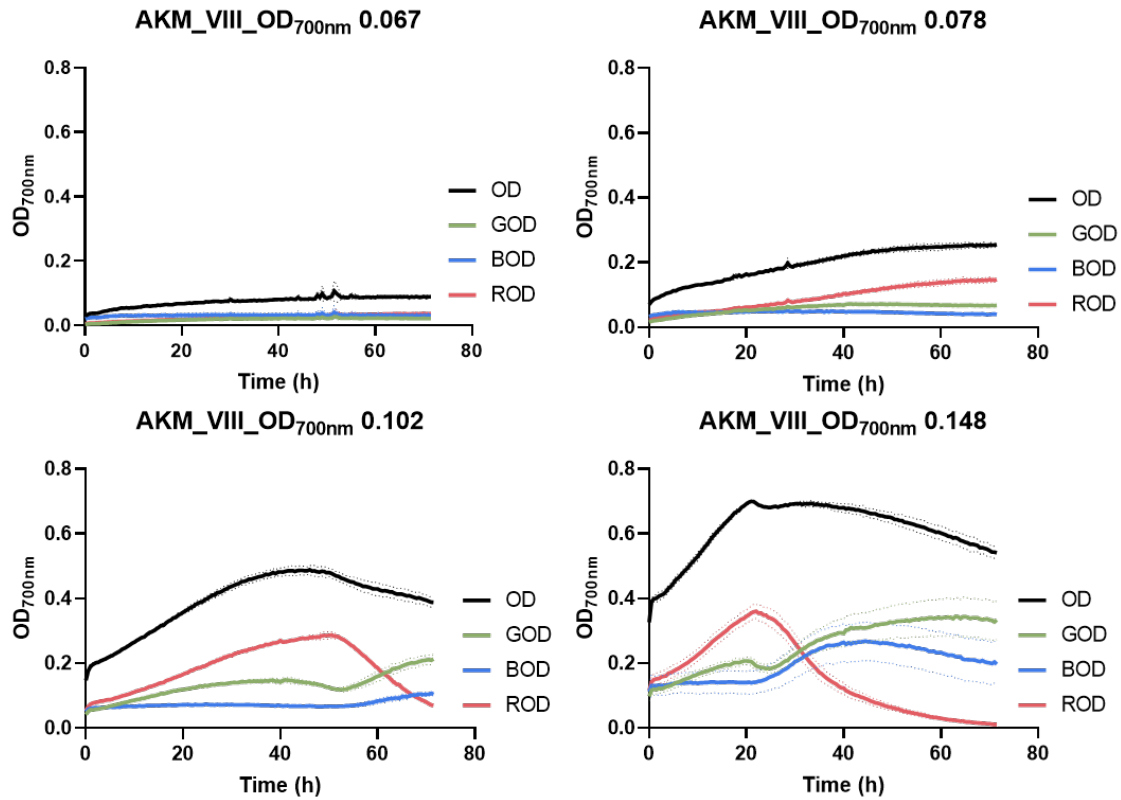 AKM_VIII_OD700nm 0.067
0.8
0.6
0.4
0.2
0.0
OD700nm
0 20 40 60 80
Time (h)
OD
GOD
BOD
ROD
AKM_VIII_OD700nm 0.078
0.8
0.6
0.4
0.2
0.0
OD700nm
0 20 40 60 80
Time (h)
OD
GOD
BOD
ROD
AKM_VIII_OD700nm 0.102
0.8
0.6
0.4
0.2
0.0
OD700nm
0 20 40 60 80
Time (h)
OD
GOD
BOD
ROD
AKM_VIII_OD700nm 0.148
0.8
0.6
0.4
0.2
0.0
OD700nm
0 20 40 60 80
Time (h)
OD
GOD
BOD
ROD